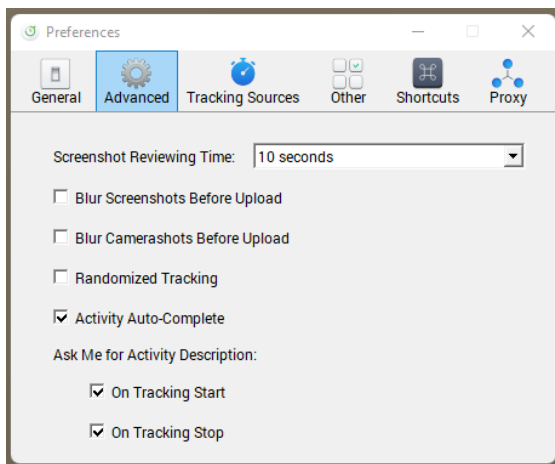 Preferences
General Advanced Tracking Sources Other Shortcuts Proxy
Screenshot Reviewing Time: 10 seconds
Blur Screenshots Before Upload
Blur Camerashots Before Upload
Randomized Tracking
Activity Auto-Complete
Ask Me for Activity Description:
On Tracking Start
On Tracking Stop